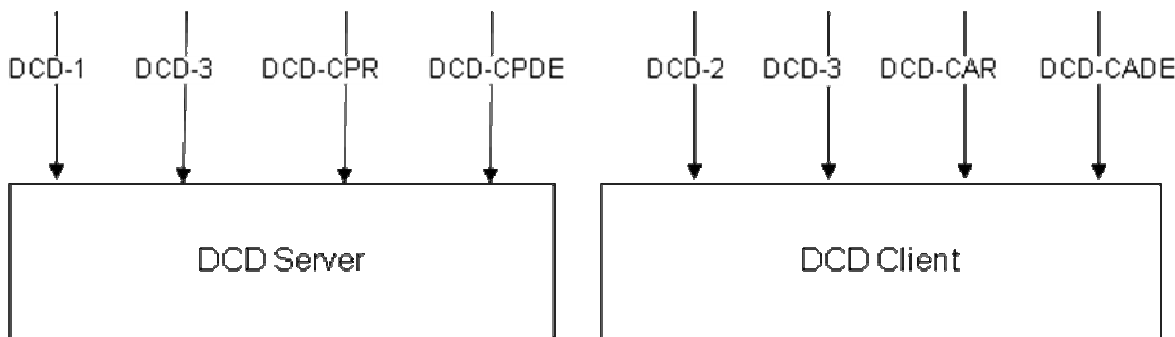 DCD-1 DCD-3 DCD-CPR DCD-CPDE DCD-2 DCD-3 DCD-CAR DCD-CADE
DCD Server DCD Client